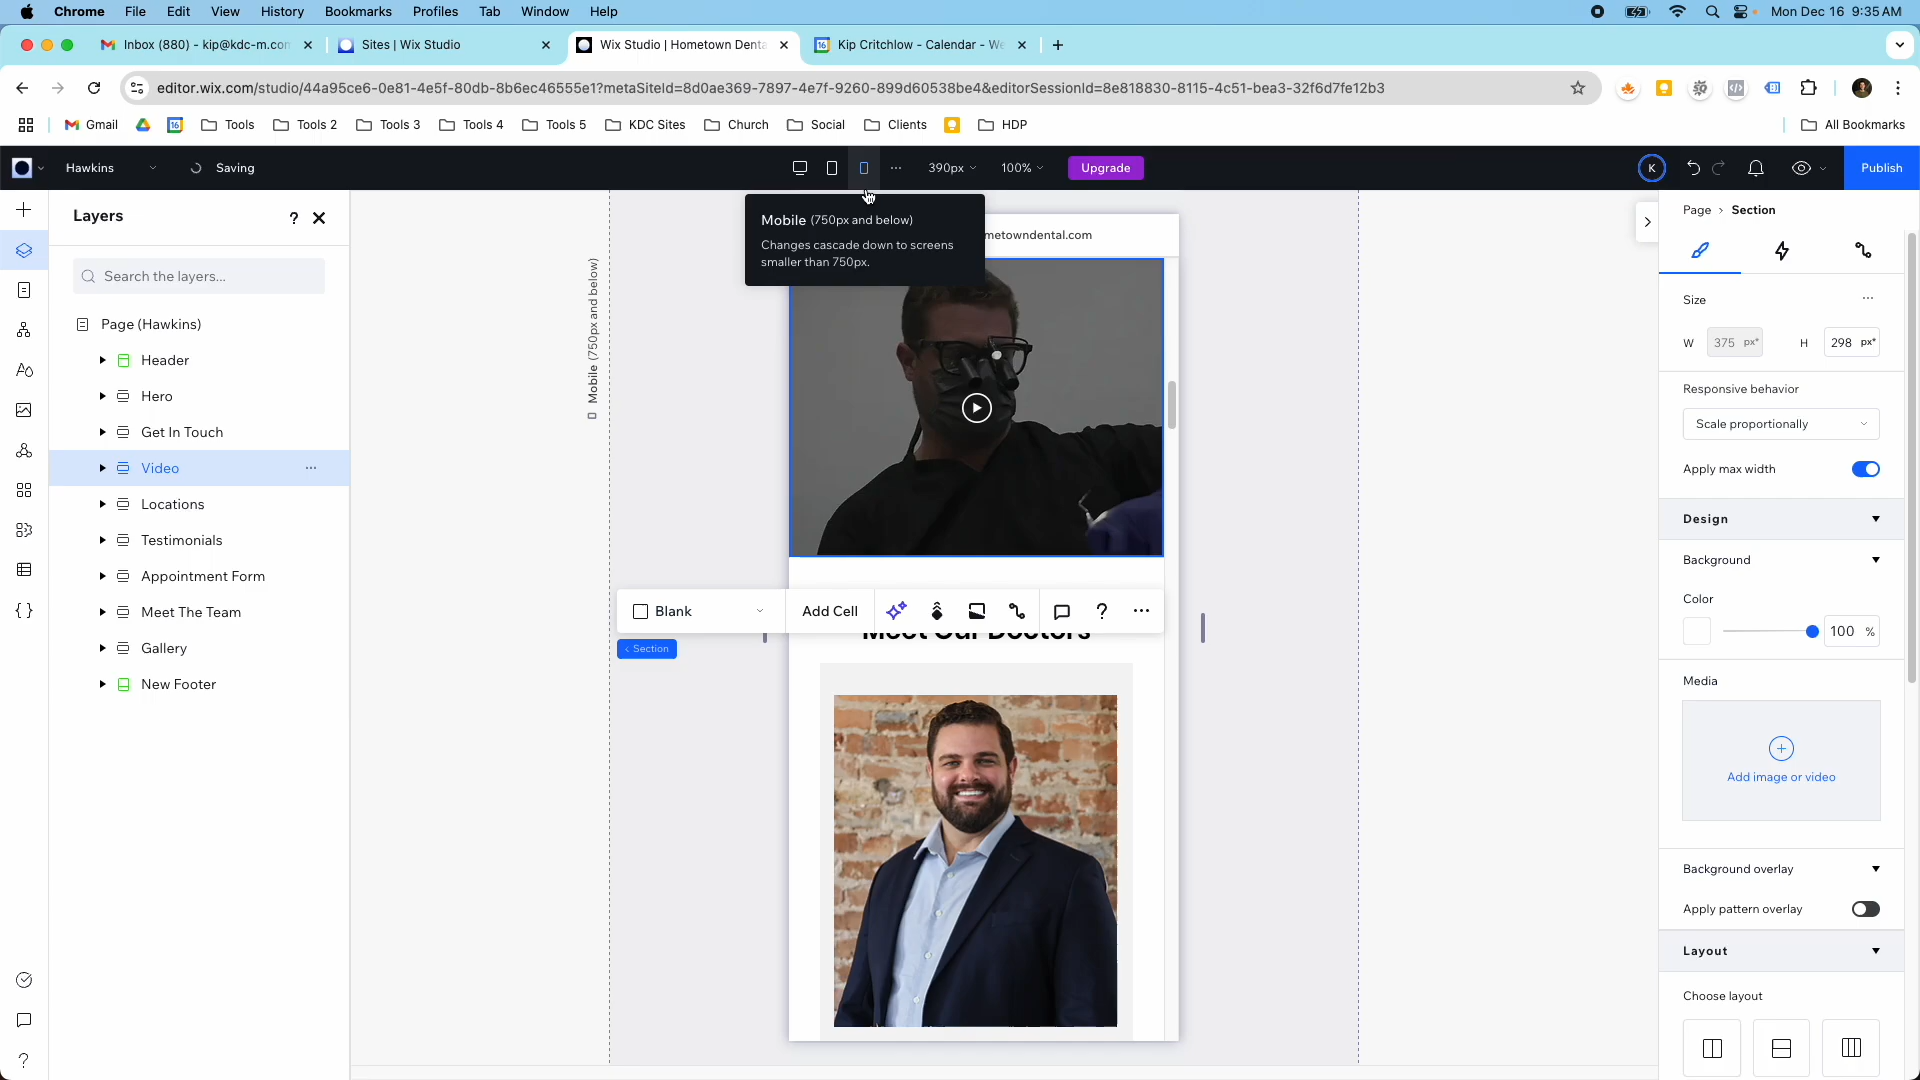 Chrome File Edit View History Bookmarks Profiles Tab Window Help
Mon Dec 16 9:35 AM
Inbox (880) - kip@kdc-m.con
Sites | Wix Studio
Wix Studio | Hometown Denta
Kip Critchlow - Calendar - We
editor.wix.com/studio/44a95ce6-0e81-4e5f-80db-8b6ec46555e1?metaSiteId=8d0ae369-7897-4e7f-9260-899d60538be4&editorSessionId=8e818830-8115-4c51-bea3-32f6d7fe12b3
Gmail
Tools
Tools 2
Tools 3
Tools 4
Tools 5
KDC Sites
Church
Social
Clients
HDP
All Bookmarks
Hawkins
Saving
390px
100%
Upgrade
K
Publish
Layers
?
Search the layers...
Page (Hawkins)
Header
Hero
Get In Touch
Video
Locations
Testimonials
Appointment Form
Meet The Team
Gallery
New Footer
Mobile (750px and below)
Mobile (750px and below)
Changes cascade down to screens
smaller than 750px.
metowndental.com
Blank
Add Cell
?
Meet Our Doctors
< Section
Page > Section
Size
W 375 px* H 298 px*
Responsive behavior
Scale proportionally
Apply max width
Design
Background
Color
100 %
Media
Add image or video
Background overlay
Apply pattern overlay
Layout
Choose layout